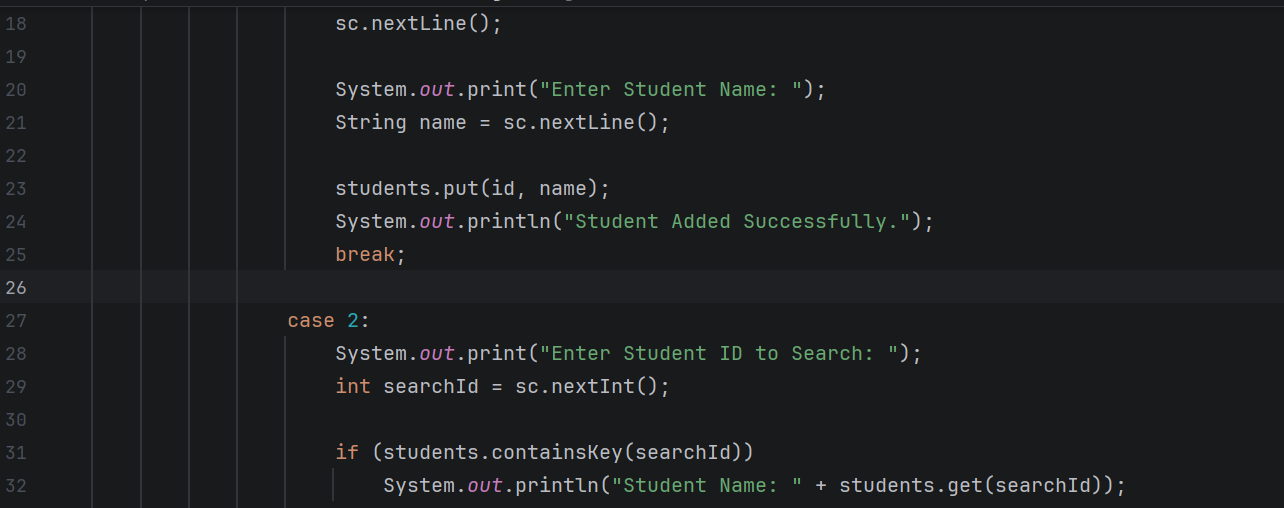 18 sc.nextLine();
19
20 System.out.print("Enter Student Name: ");
21 String name = sc.nextLine();
22
23 students.put(id, name);
24 System.out.println("Student Added Successfully.");
25 break;
26
27 case 2:
28 System.out.print("Enter Student ID to Search: ");
29 int searchId = sc.nextInt();
30
31 if (students.containsKey(searchId))
32 System.out.println("Student Name: " + students.get(searchId));